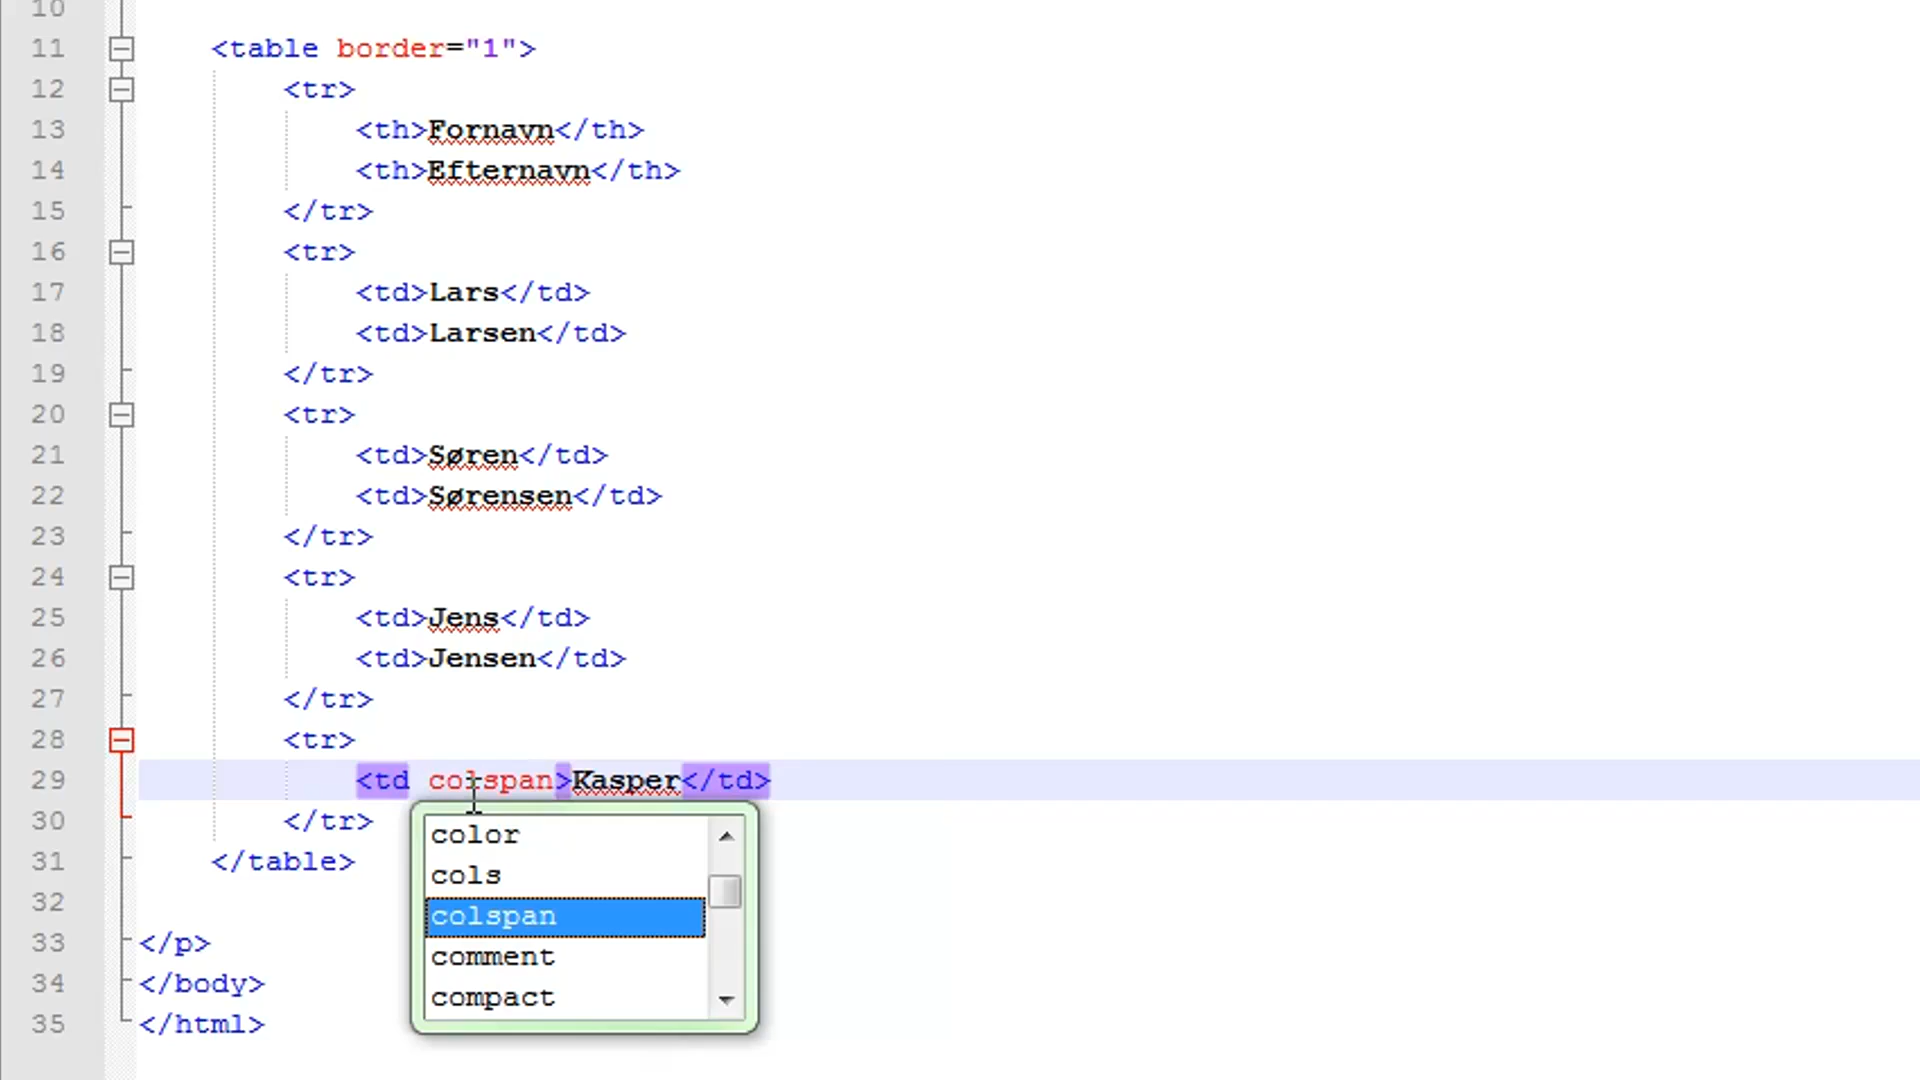 10
11 <table border="1">
12 <tr>
13 <th>Fornavn</th>
14 <th>Efternavn</th>
15 </tr>
16 <tr>
17 <td>Lars</td>
18 <td>Larsen</td>
19 </tr>
20 <tr>
21 <td>Søren</td>
22 <td>Sørensen</td>
23 </tr>
24 <tr>
25 <td>Jens</td>
26 <td>Jensen</td>
27 </tr>
28 <tr>
29 <td colspan>Kasper</td>
30 </tr>
31 </table>
32
33 </p>
34 </body>
35 </html>
color
cols
colspan
comment
compact